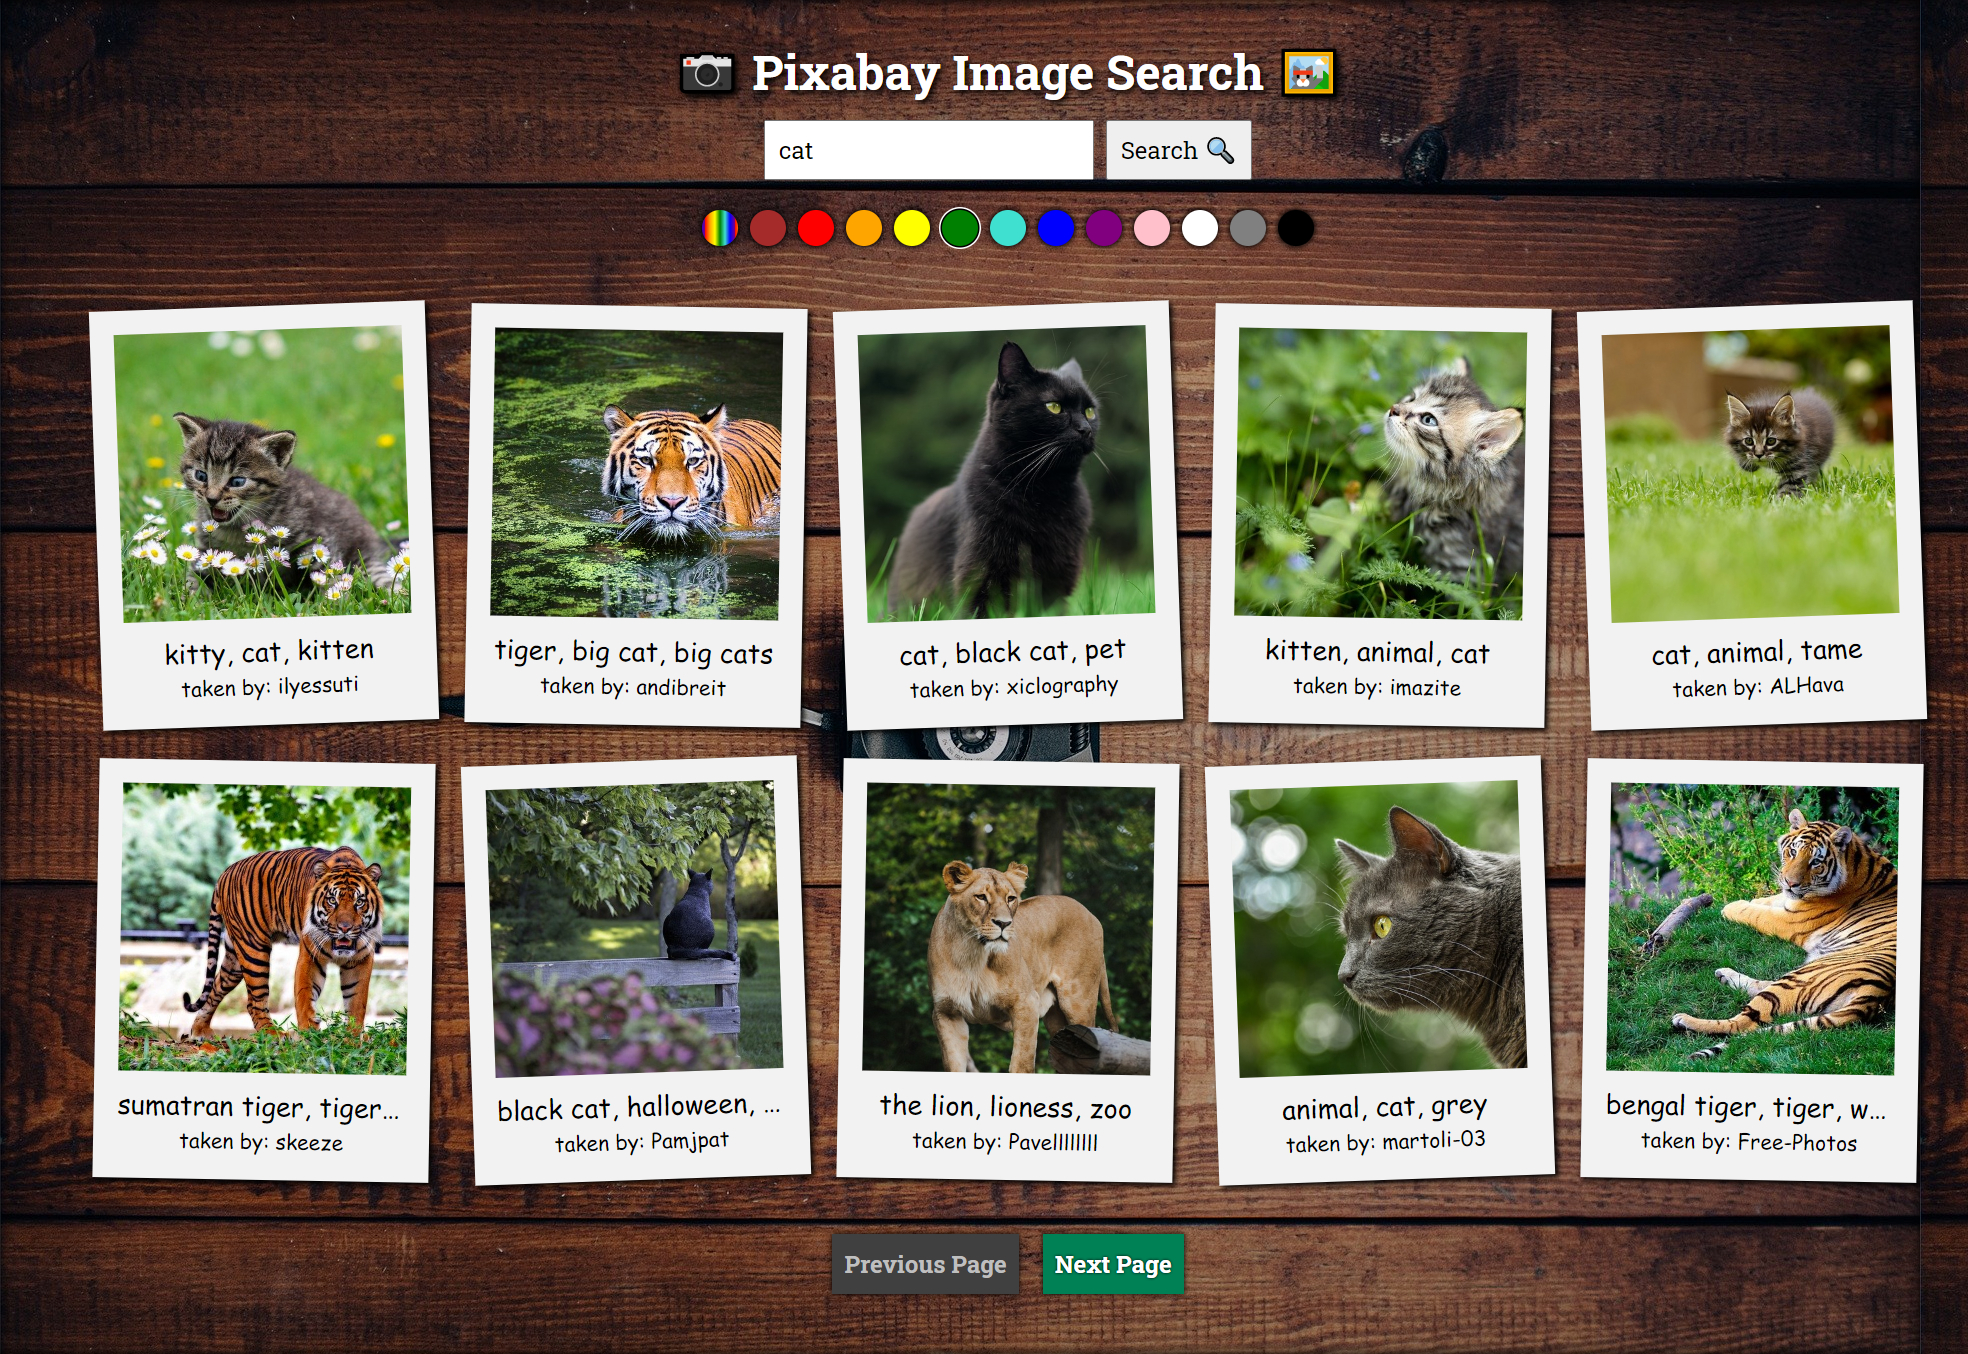 Pixabay Image Search
cat
Search
kitty, cat, kitten
taken by: ilyessuti
tiger, big cat, big cats
taken by: andibreit
cat, black cat, pet
taken by: xiclography
kitten, animal, cat
taken by: imazite
cat, animal, tame
taken by: ALHava
sumatran tiger, tiger...
taken by: skeeze
black cat, halloween, ...
taken by: Pamjpat
the lion, lioness, zoo
taken by: Pavelllllllll
animal, cat, grey
taken by: martoli-03
bengal tiger, tiger, w...
taken by: Free-Photos
Previous Page
Next Page